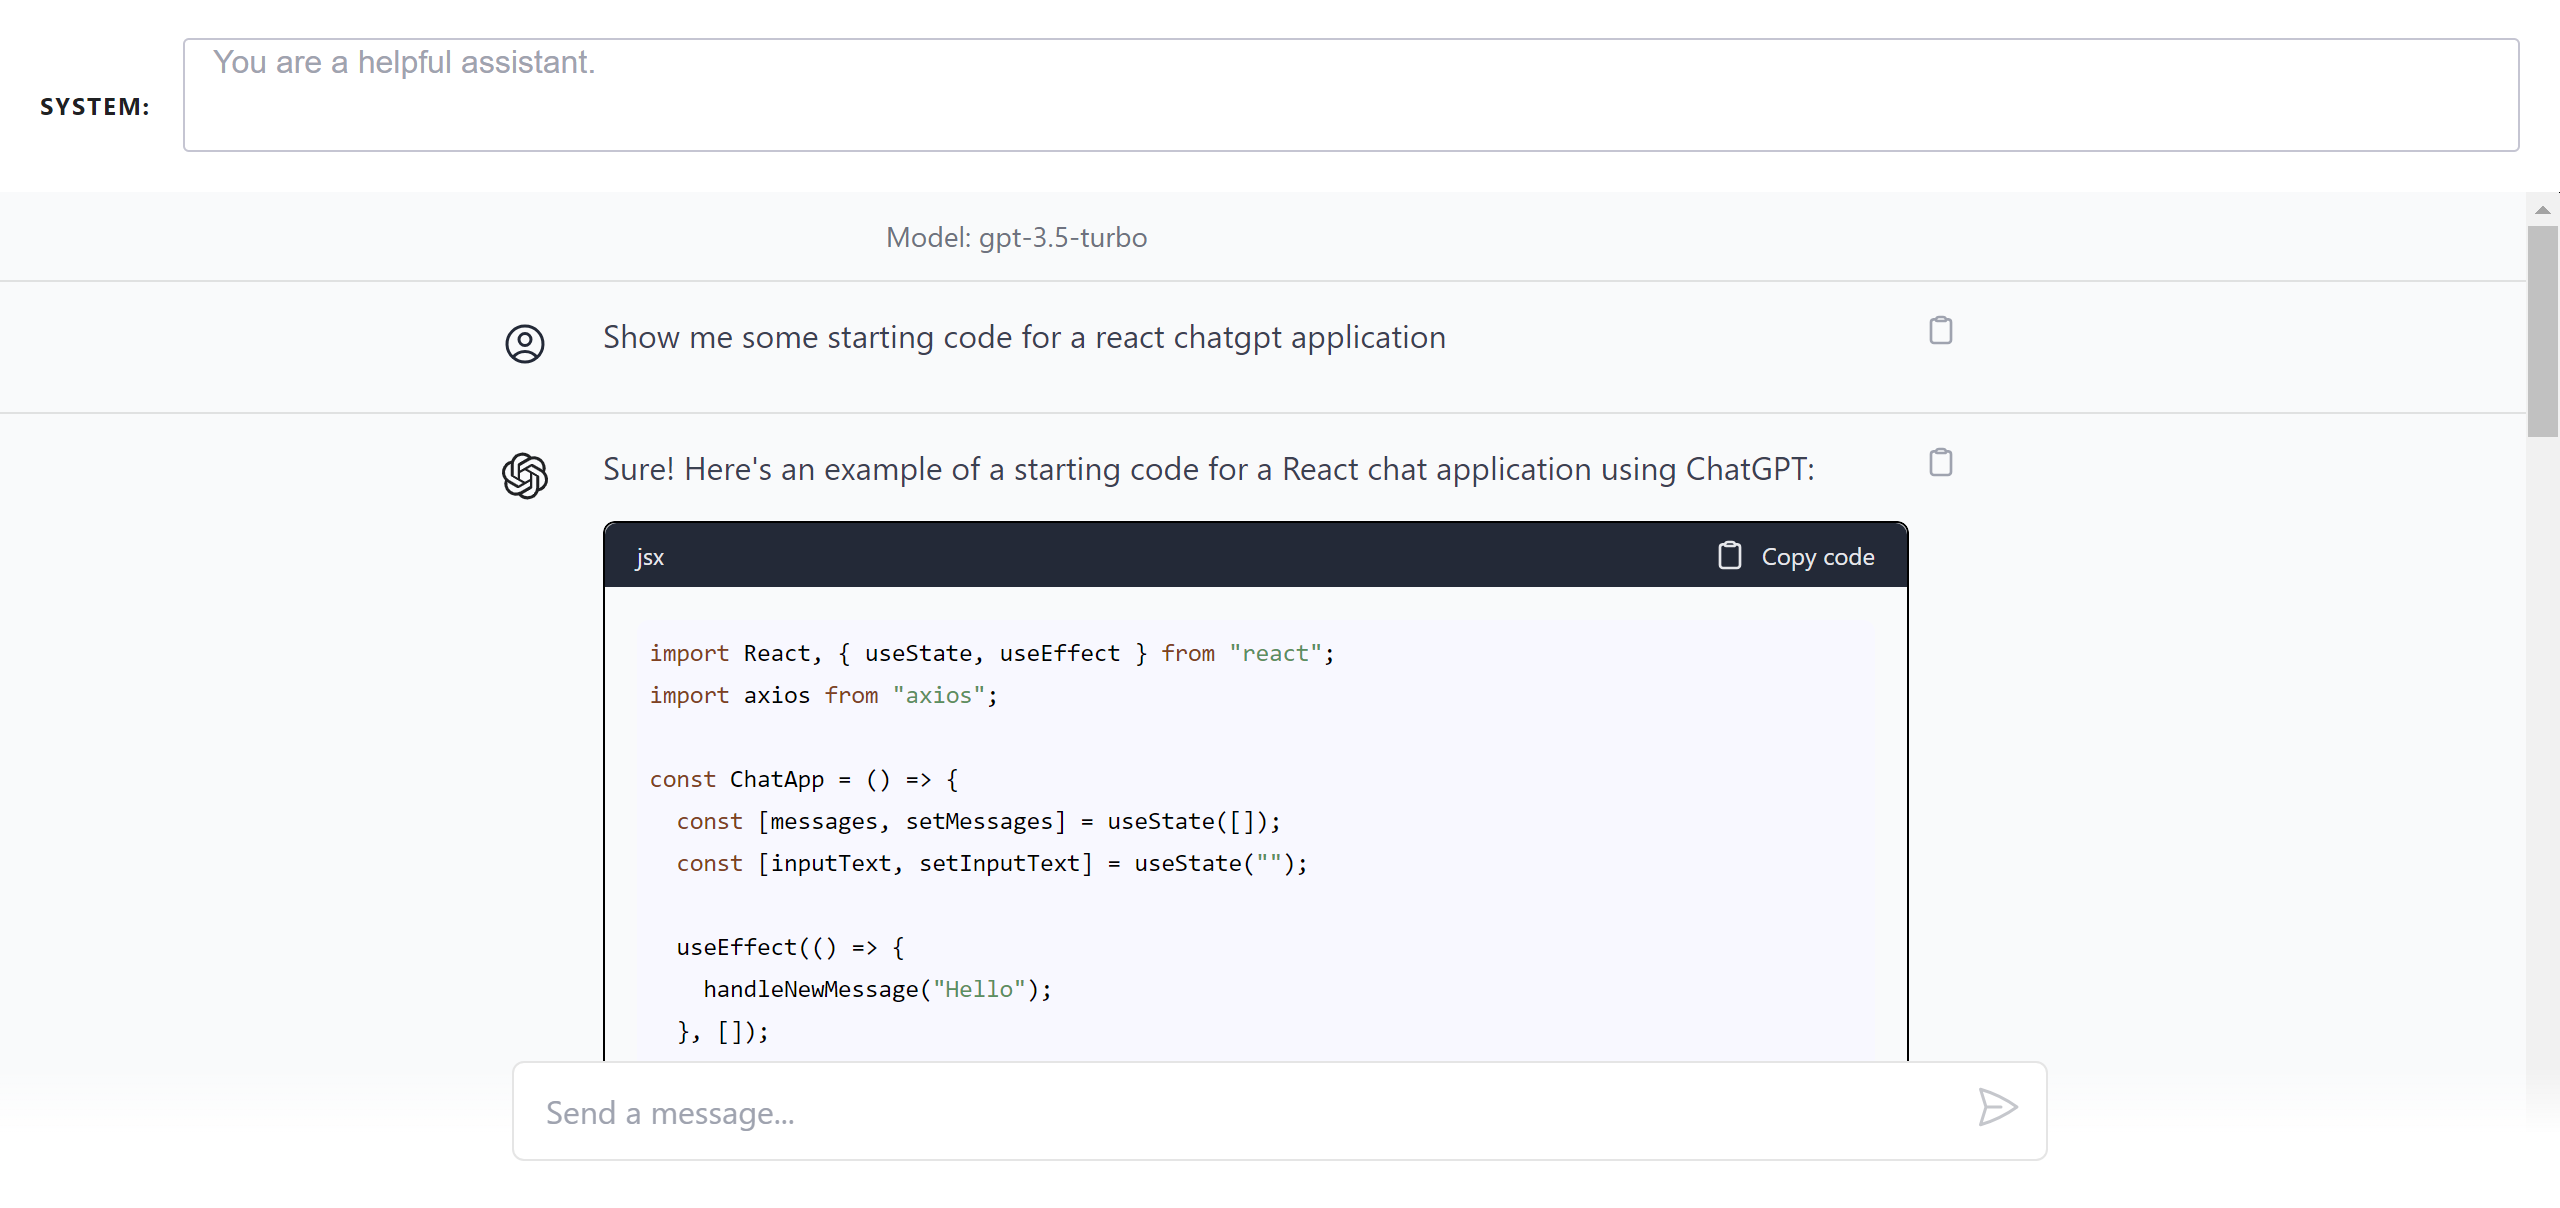 You are a helpful assistant.
SYSTEM:
Model: gpt-3.5-turbo
Show me some starting code for a react chatgpt application
Sure! Here's an example of a starting code for a React chat application using ChatGPT:
jsx
Copy code
import React, { useState, useEffect } from "react";
import axios from "axios";
const ChatApp = () => {
  const [messages, setMessages] = useState([]);
  const [inputText, setInputText] = useState("");
  useEffect(() => {
    handleNewMessage("Hello");
  }, []);
Send a message...